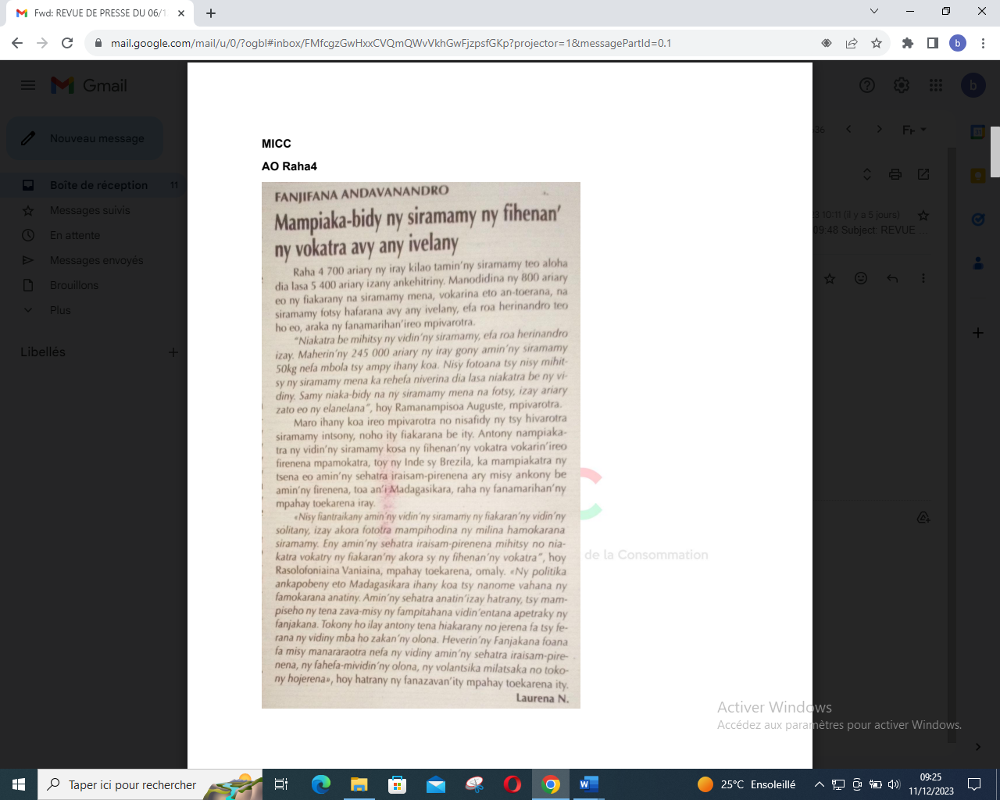 Fwd: REVUE DE PRESSE DU 06/1
mail.google.com/mail/u/0/?ogbl#inbox/FMfcgzGwHxxCVQmQWvVkhGwFjzpsfGKp?projector=1&messagePartId=0.1
b
Gmail
b
Nouveau message
Boîte de réception 11
Messages suivis
En attente
Messages envoyés
Brouillons
Plus
Libellés
36
Fr
10:11 (il y a 5 jours)
09:48 Subject: REVUE ...
MICC
AO Raha4
FANJIFANA ANDAVANANDRO
Mampiaka-bidy ny siramamy ny fihenan'
ny vokatra avy any ivelany
Raha 4 700 ariary ny iray kilao tamin'ny siramamy teo aloha
dia lasa 5 400 ariary izany ankehitriny. Manodidina ny 800 ariary
eo ny fiakarany na siramamy mena, vokarina eto an-toerana, na
siramamy fotsy hafarana avy any ivelany, efa roa herinandro teo
ho eo, araka ny fanamarihan'ireo mpivarotra.
"Niakatra be mihitsy ny vidin'ny siramamy, efa roa herinandro
izay. Maherin'ny 245 000 ariary ny iray gony amin'ny siramamy
50kg nefa mbola tsy ampy ihany koa. Nisy fotoana tsy nisy mihit-
sy ny siramamy mena ka rehefa niverina dia lasa niakatra be ny vi-
diny. Samy niaka-bidy na ny siramamy mena na fotsy, izay ariary
zato eo ny elanelana", hoy Ramanampisoa Auguste, mpivarotra.
Maro ihany koa ireo mpivarotra no nisafidy ny tsy hivarotra
siramamy intsony, noho ity fiakarana be ity. Antony nampiaka-
tra ny vidin'ny siramamy kosa ny fihenan'ny vokatra vokarin'ireo
firenena mpamokatra, toy ny Inde sy Brezila, ka mampiakatra ny
tsena eo amin'ny sehatra iraisam-pirenena ary misy ankony be
amin'ny firenena, toa an'i Madagasikara, raha ny fanamarihan'ny
mpahay toekarena iray.
«Nisy fiantraikany amin'ny vidin'ny siramamy ny fiakaran'ny vidin'ny
solitany, izay akora fototra mampihodina ny milina hamokarana
siramamy. Eny amin'ny sehatra iraisam-pirenena mihitsy no nia-
katra vokatry ny fiakaran'ny akora sy ny fihenan'ny vokatra", hoy
Rasolofoniaina Vaniaina, mpahay toekarena, omaly. «Ny politika
ankapobeny eto Madagasikara ihany koa tsy nanome vahana ny
famokarana anatiny. Amin'ny sehatra anatin'izay hatrany, tsy mam-
piseho ny tena zava-misy ny fampitahana vidin'entana apetraky ny
fanjakana. Tokony ho ilay antony tena hiakarany no jerena fa tsy fe-
rana ny vidiny mba ho zakan'ny olona. Heverin'ny Fanjakana foana
fa misy manararaotra nefa ny vidiny amin'ny sehatra iraisam-pire-
nena, ny fahefa-mividin'ny olona, ny volantsika milatsaka no toko-
ny hojerena», hoy hatrany ny fanazavan'ity mpahay toekarena ity.
Laurena N.
de la Consommation
Activer Windows
Accédez aux paramètres pour activer Windows.
Taper ici pour rechercher
25°C Ensoleillé
09:25
11/12/2023